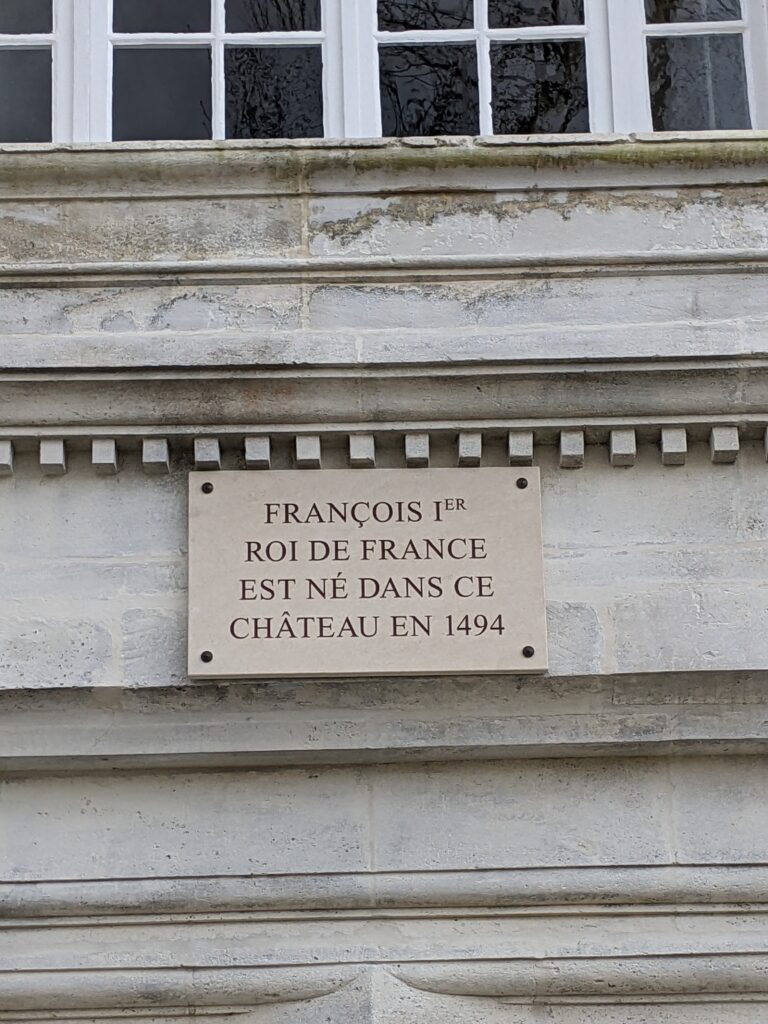 FRANÇOIS IER
ROI DE FRANCE
EST NÉ DANS CE
CHÂTEAU EN 1494